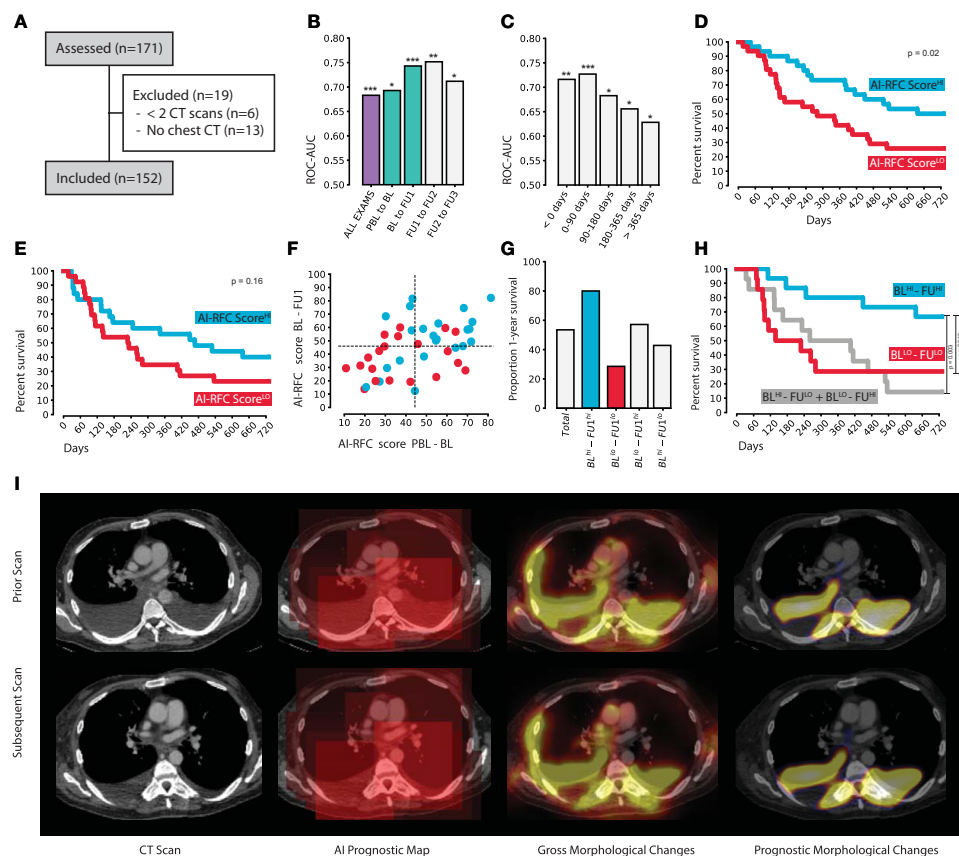 A
Assessed (n=171)
Excluded (n=19)
- < 2 CT scans (n=6)
- No chest CT (n=13)
Included (n=152)
B
ROC-AUC
0.80
0.75
0.70
0.65
0.60
0.55
0.50
***
*
***
**
*
ALL EXAMS
PBL to BL
BL to FU1
FU1 to FU2
FU2 to FU3
C
ROC-AUC
0.80
0.75
0.70
0.65
0.60
0.55
0.50
**
***
*
*
*
< 0 days
0-90 days
90-180 days
180-365 days
> 365 days
D
Percent survival
100
90
80
70
60
50
40
30
20
10
0
p = 0.02
AI-RFC Score^HI
AI-RFC Score^LO
0 60 120 180 240 300 360 420 480 540 600 660 720
Days
E
Percent survival
100
90
80
70
60
50
40
30
20
10
0
p = 0.16
AI-RFC Score^HI
AI-RFC Score^LO
0 60 120 180 240 300 360 420 480 540 600 660 720
Days
F
AI-RFC score BL - FU1
100
90
80
70
60
50
40
30
20
10
0
10 20 30 40 50 60 70 80
AI-RFC score PBL - BL
G
Proportion 1-year survival
100
80
60
40
20
0
Total
BL^hi – FU1^hi
BL^lo – FU1^lo
BL^lo – FU1^hi
BL^hi – FU1^lo
H
Percent survival
100
90
80
70
60
50
40
30
20
10
0
BL^HI - FU^HI
BL^LO - FU^LO
BL^HI - FU^LO + BL^LO - FU^HI
p = 0.003
0 60 120 180 240 300 360 420 480 540 600 660 720
Days
I
Prior Scan
Subsequent Scan
CT Scan
AI Prognostic Map
Gross Morphological Changes
Prognostic Morphological Changes